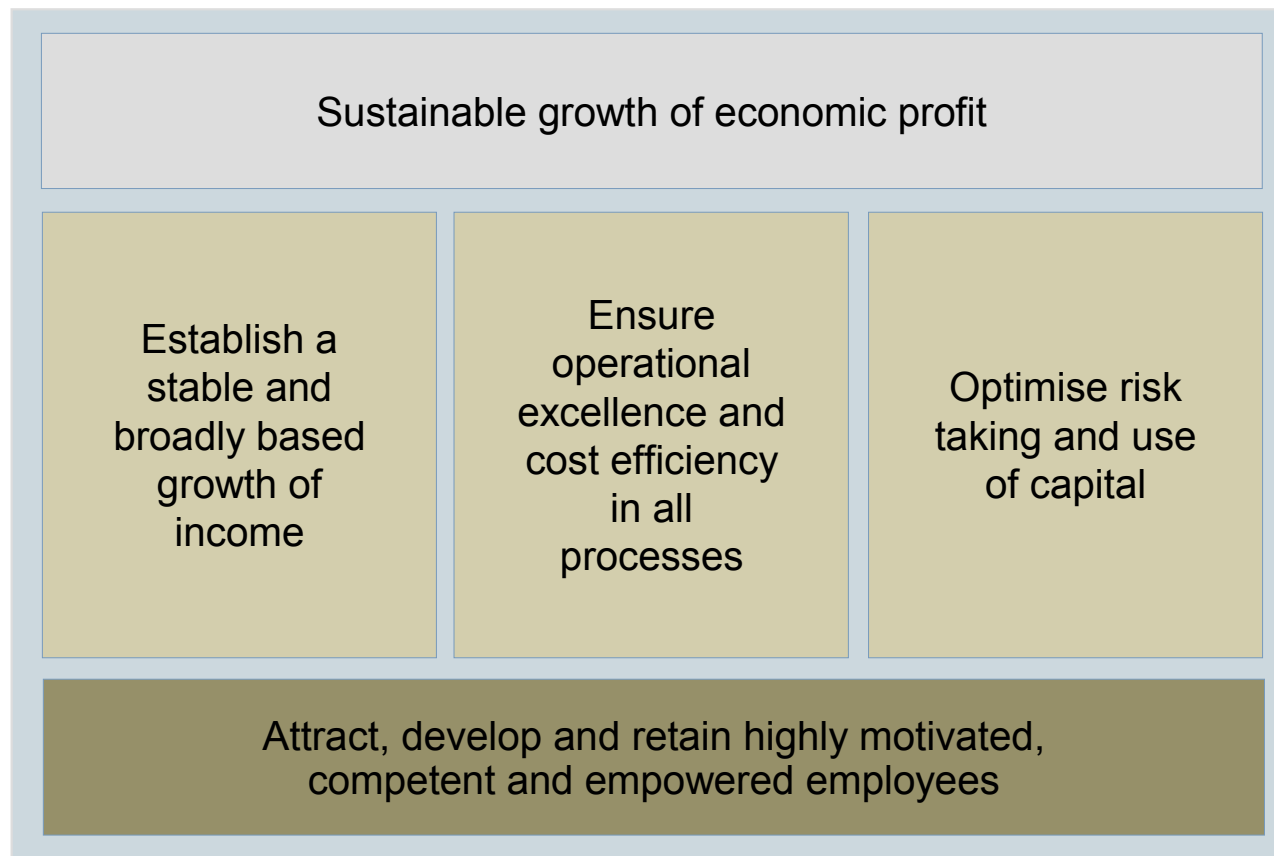 Sustainable growth of economic profit
Establish a
stable and
broadly based
growth of
income
Ensure
operational
excellence and
cost efficiency
in all
processes
Optimise risk
taking and use
of capital
Attract, develop and retain highly motivated,
competent and empowered employees